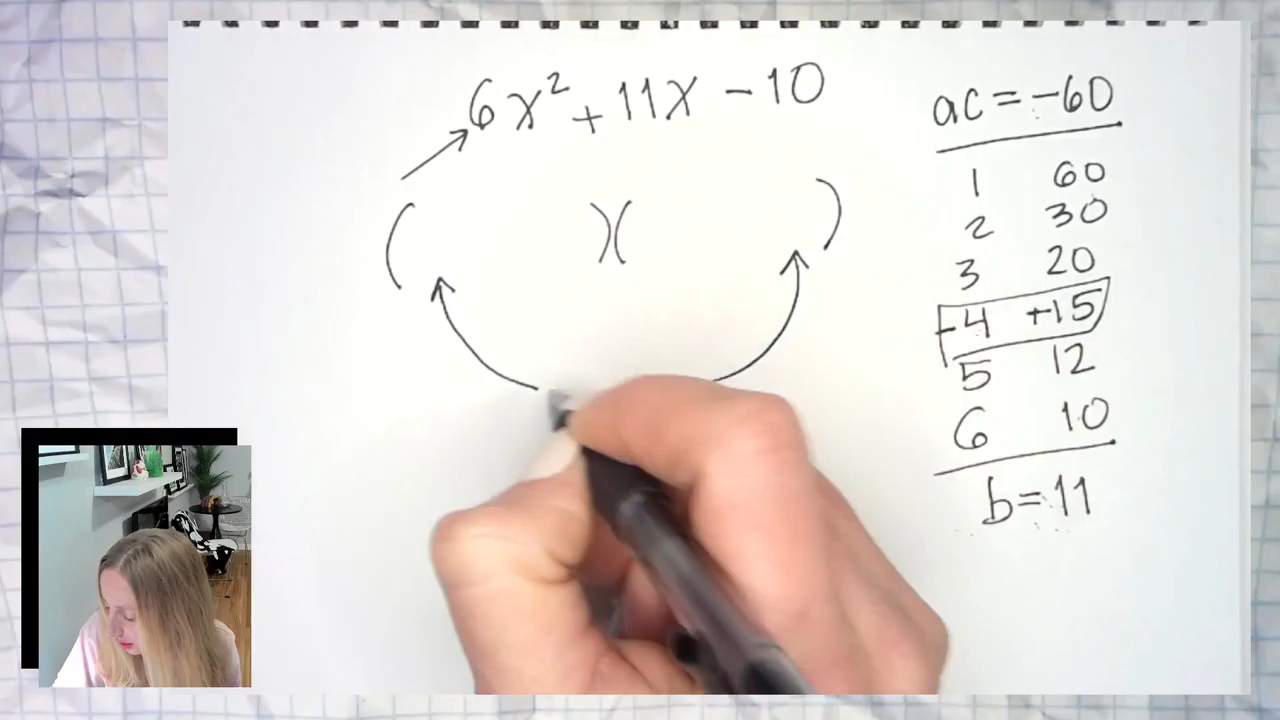 6x² + 11x - 10
( )( )
ac = -60
1 60
2 30
3 20
-4 +15
5 12
6 10
b = 11